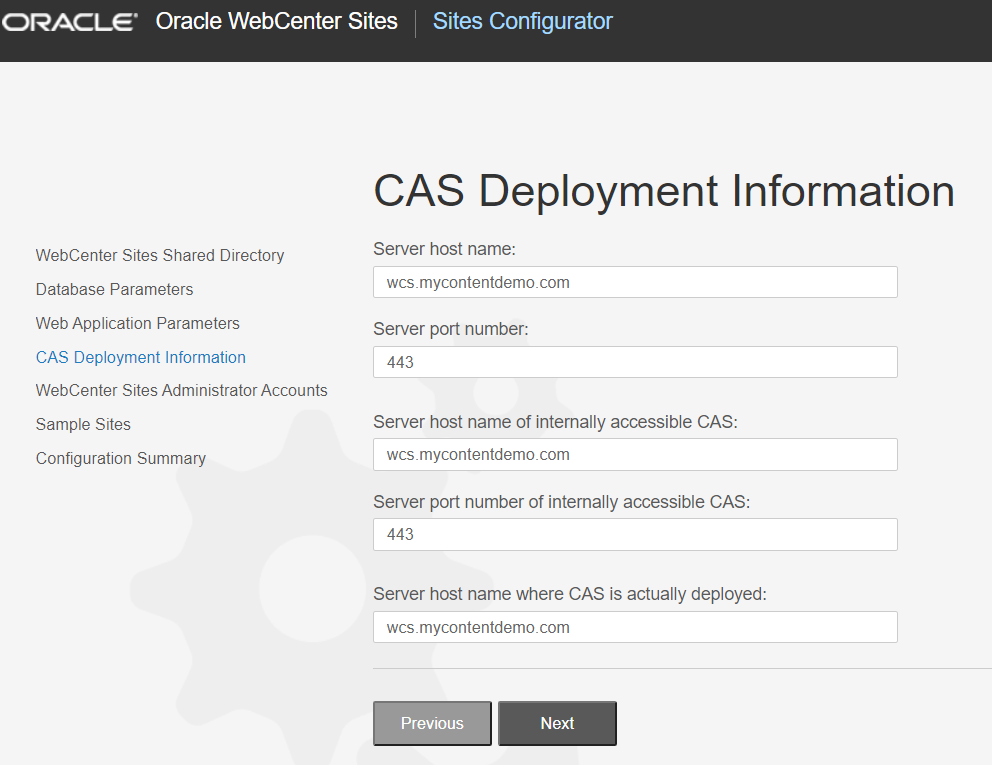 ORACLE® Oracle WebCenter Sites | Sites Configurator
CAS Deployment Information
WebCenter Sites Shared Directory
Database Parameters
Web Application Parameters
CAS Deployment Information
WebCenter Sites Administrator Accounts
Sample Sites
Configuration Summary
Server host name:
wcs.mycontentdemo.com
Server port number:
443
Server host name of internally accessible CAS:
wcs.mycontentdemo.com
Server port number of internally accessible CAS:
443
Server host name where CAS is actually deployed:
wcs.mycontentdemo.com
Previous Next